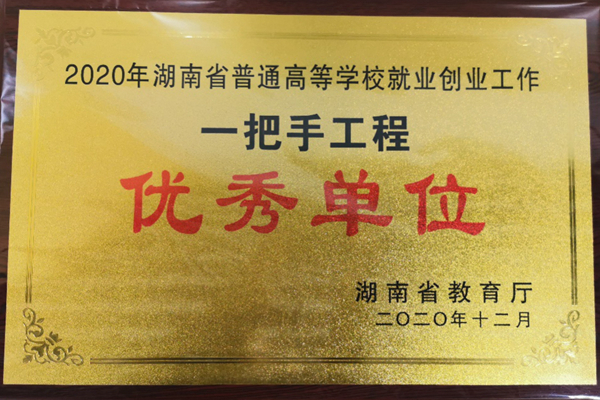 2020年湖南省普通高等学校就业创业工作
一把手工程
优秀单位
湖南省教育厅
二〇二〇年十二月